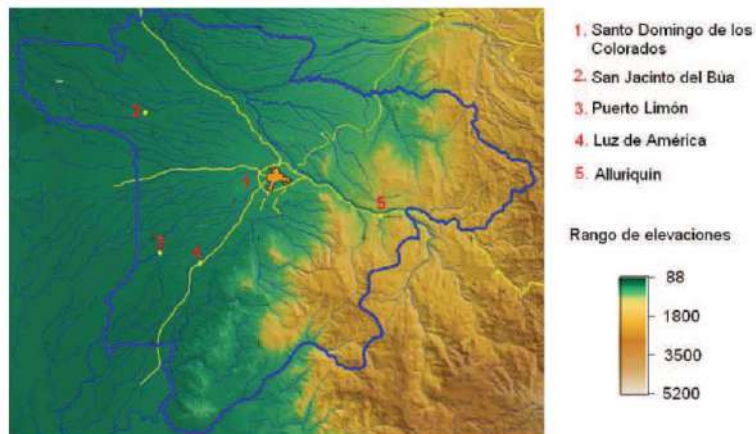 1. Santo Domingo de los
Colorados
2. San Jacinto del Búa
3. Puerto Limón
4. Luz de América
5. Alluriquín
Rango de elevaciones
88
1800
3500
5200
2
1
5
3
4